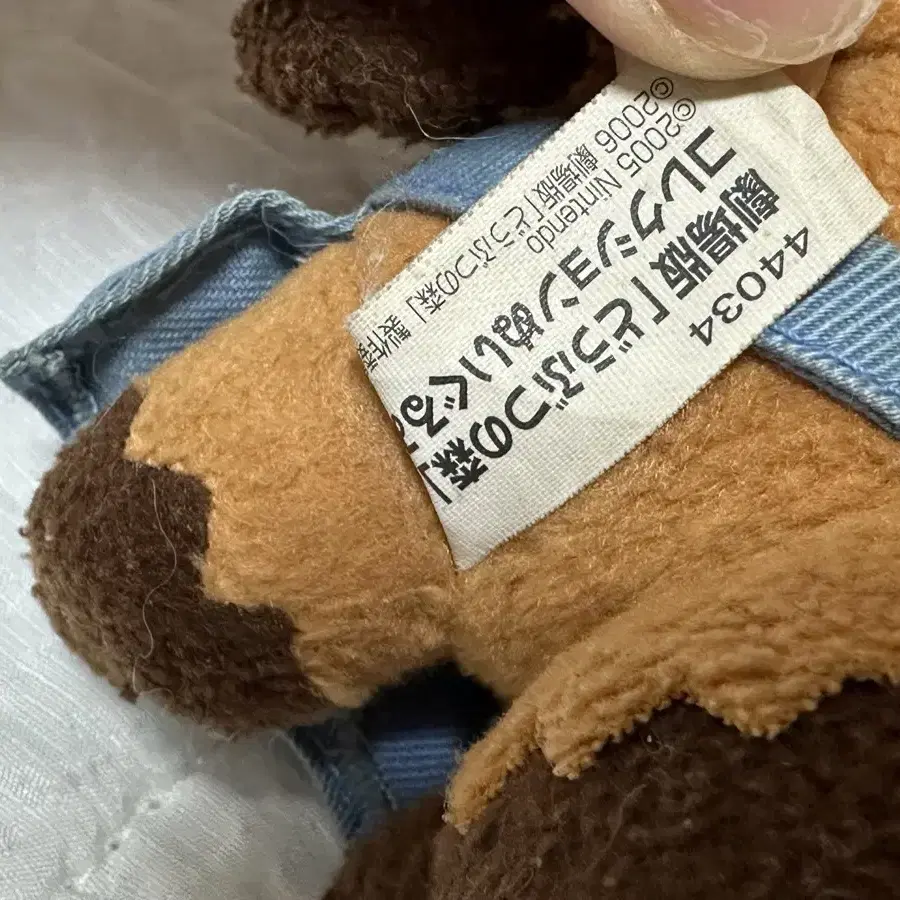 44034
劇場版「どうぶつの森」
コレクションぬいぐる
©2005 Nintendo
©2006 劇場版「どうぶつの森」製作